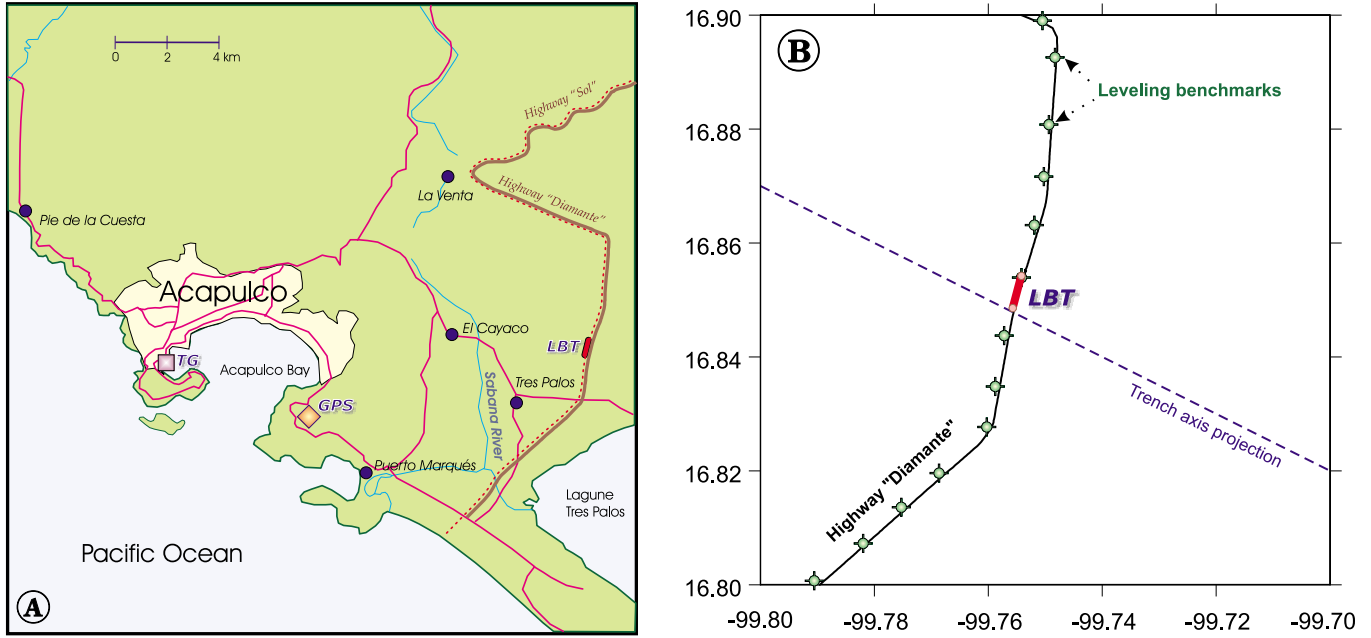 0 2 4 km
Highway "Sol"
La Venta
Highway "Diamante"
Pie de la Cuesta
Acapulco
El Cayaco
LBT
TG
Acapulco Bay
Tres Palos
GPS
Sabana River
Puerto Marqués
Lagune
Tres Palos
Pacific Ocean
A
B
16.90
16.88
16.86
16.84
16.82
16.80
Leveling benchmarks
LBT
Trench axis projection
Highway "Diamante"
-99.80 -99.78 -99.76 -99.74 -99.72 -99.70